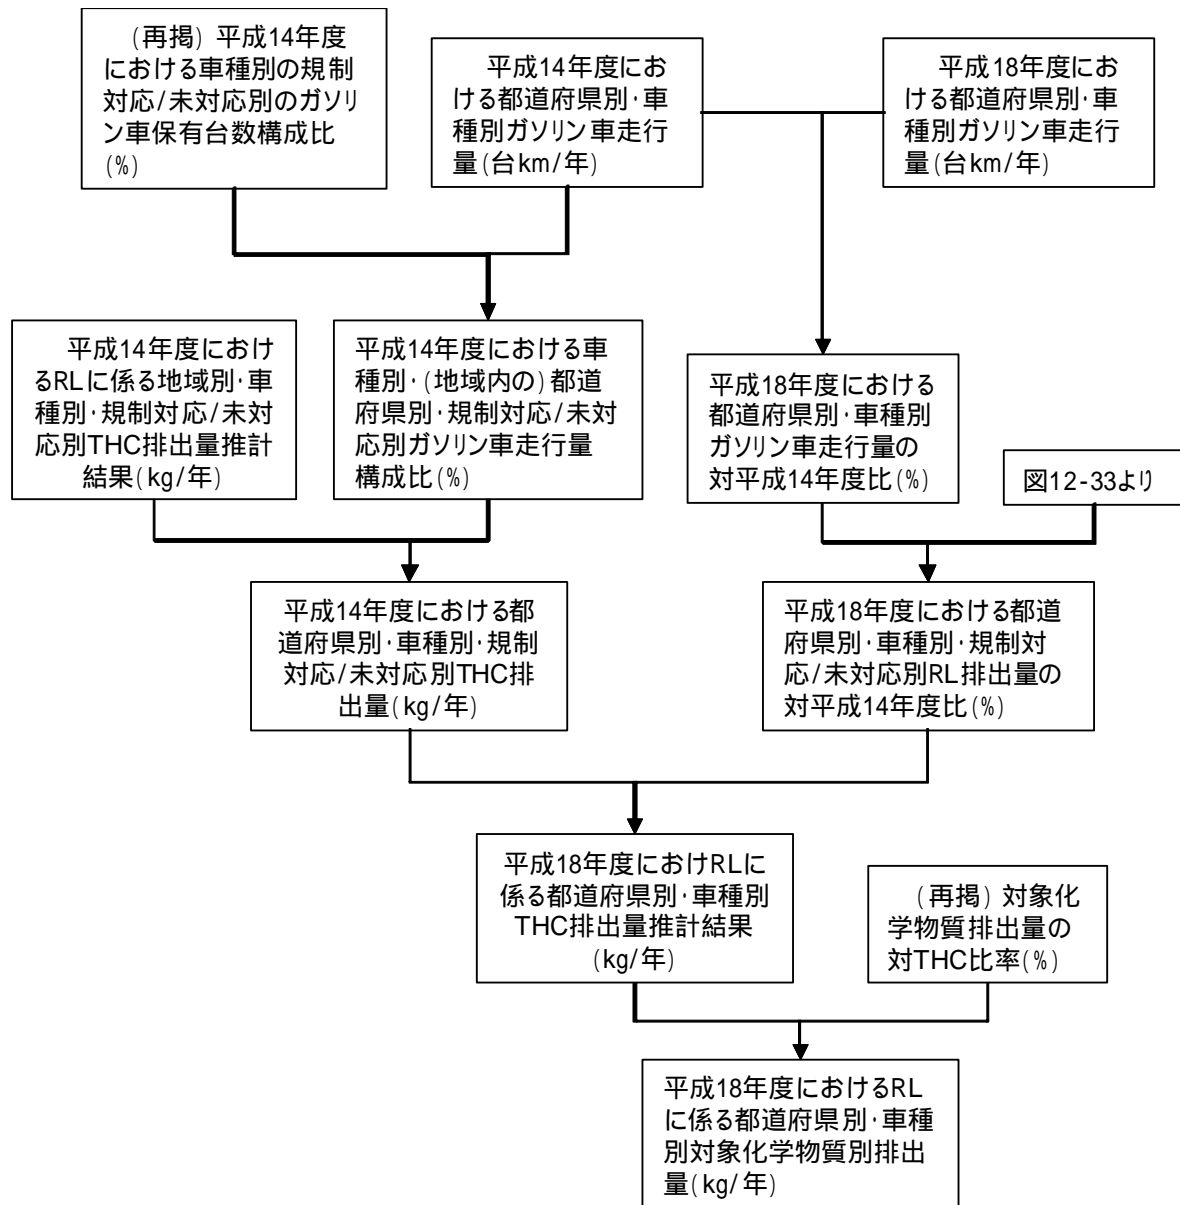 (再掲) 平成14年度
における車種別の規制
対応/未対応別のガソリ
ン車保有台数構成比
(%)
平成14年度にお
ける都道府県別・車
種別ガソリン車走行
量(台km/年)
平成18年度にお
ける都道府県別・車
種別ガソリン車走行
量(台km/年)
平成14年度におけ
るRLに係る地域別・車
種別・規制対応/未対
応別THC排出量推計
結果(kg/年)
平成14年度における車
種別・(地域内の)都道
府県別・規制対応/未対
応別ガソリン車走行量
構成比(%)
平成18年度における
都道府県別・車種別
ガソリン車走行量の
対平成14年度比(%)
図12-33より
平成14年度における都
道府県別・車種別・規制
対応/未対応別THC排
出量(kg/年)
平成18年度における都道
府県別・車種別・規制対
応/未対応別RL排出量の
対平成14年度比(%)
平成18年度におけRLに
係る都道府県別・車種別
THC排出量推計結果
(kg/年)
(再掲) 対象化
学物質排出量の
対THC比率(%)
平成18年度におけるRL
に係る都道府県別・車種
別対象化学物質別排出
量(kg/年)